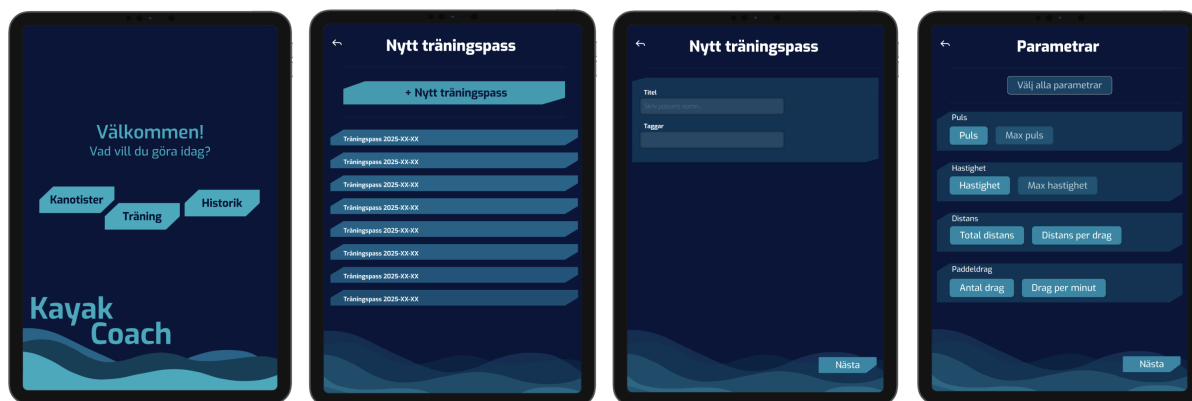 Välkommen!
Vad vill du göra idag?
Kanotister
Träning
Historik
Kayak
Coach
Nytt träningspass
+ Nytt träningspass
Träningspass 2025-XX-XX
Träningspass 2025-XX-XX
Träningspass 2025-XX-XX
Träningspass 2025-XX-XX
Träningspass 2025-XX-XX
Träningspass 2025-XX-XX
Träningspass 2025-XX-XX
Träningspass 2025-XX-XX
Nytt träningspass
Titel
Skriv passets namn...
Taggar
Nästa
Parametrar
Välj alla parametrar
Puls
Puls Max puls
Hastighet
Hastighet Max hastighet
Distans
Total distans Distans per drag
Paddeldrag
Antal drag Drag per minut
Nästa